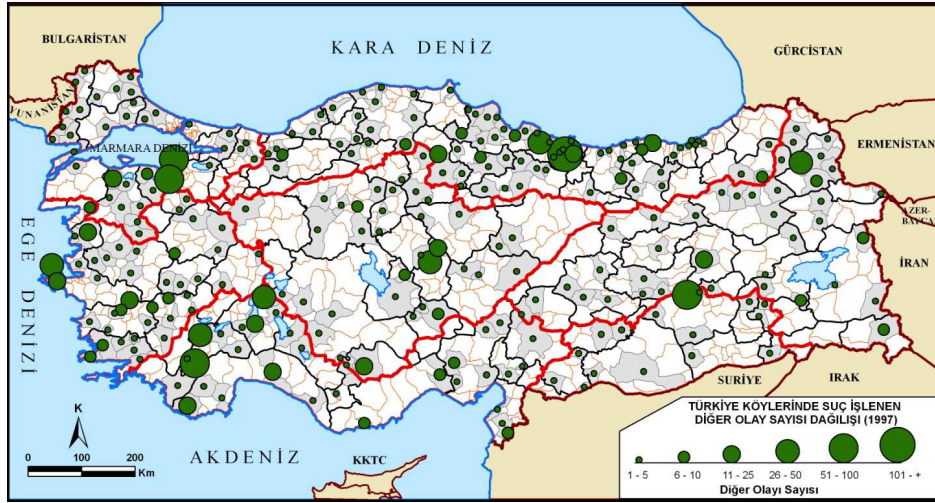 BULGARİSTAN
KARA DENİZ
GÜRCİSTAN
YUNANİSTAN
MARMARA DENİZİ
ERMENİSTAN
AZER-
BAYCAN
EGE DENİZİ
İRAN
K
SURİYE
IRAK
AKDENİZ
KKTC
100 50 0 100 200
Km
TÜRKİYE KÖYLERİNDE SUÇ İŞLENEN
DİĞER OLAY SAYISI DAĞILIŞI (1997)
1 - 5 6 - 10 11 - 25 26 - 50 51 - 100 101 - +
Diğer Olayı Sayısı